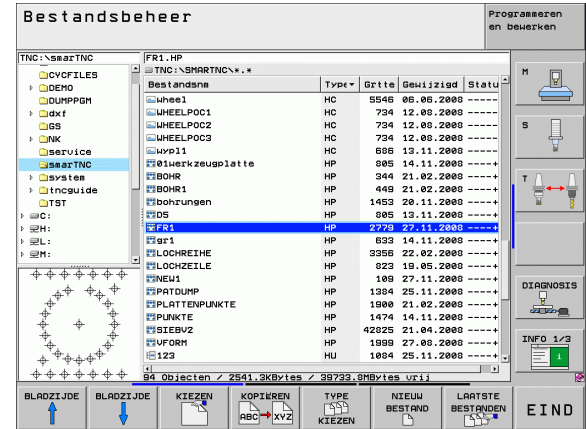 Bestandsbeheer
Programmeren
en bewerken
TNC:\smarTNC
FR1.HP
TNC:\SMARTNC\*.*
Bestandsnm Type Grtte Gewijzigd Statu
CYCFILES
DEMO
DUMPPGM
dxf
GS
NK
service
smarTNC
system
tncguide
TST
C:
H:
L:
M:
wheel HC 5546 06.06.2008 -----
WHEELPOC1 HC 734 12.08.2008 -----
WHEELPOC2 HC 734 12.08.2008 -----
WHEELPOC3 HC 734 12.08.2008 -----
wypl1 HC 686 13.11.2008 -----
01werkzeugplatte HP 805 14.11.2008 ----+
BOHR HP 344 21.02.2008 ----+
BOHR1 HP 449 21.02.2008 ----+
bohrungen HP 1453 20.11.2008 ----+
D5 HP 805 13.11.2008 ----+
FR1 HP 2779 27.11.2008 ----+
gr1 HP 633 14.11.2008 ----+
LOCHREIHE HP 3356 22.02.2008 ----+
LOCHZEILE HP 823 19.05.2008 ----+
NEW1 HP 109 27.11.2008 ----+
PATDUMP HP 1384 25.11.2008 ----+
PLATTENPUNKTE HP 1900 21.02.2008 ----+
PUNKTE HP 1474 14.11.2008 ----+
SIEBV2 HP 42825 21.04.2008 ----+
VFORM HP 1999 27.08.2008 ----+
123 HU 1084 25.11.2008 ----+
94 Objecten / 2541.3KBytes / 39733.8MBytes vrij
M
S
T
DIAGNOSIS
INFO 1/3
BLADZIJDE
BLADZIJDE
KIEZEN
KOPIËREN
ABC XYZ
TYPE
KIEZEN
NIEUW
BESTAND
LAATSTE
BESTANDEN
EIND